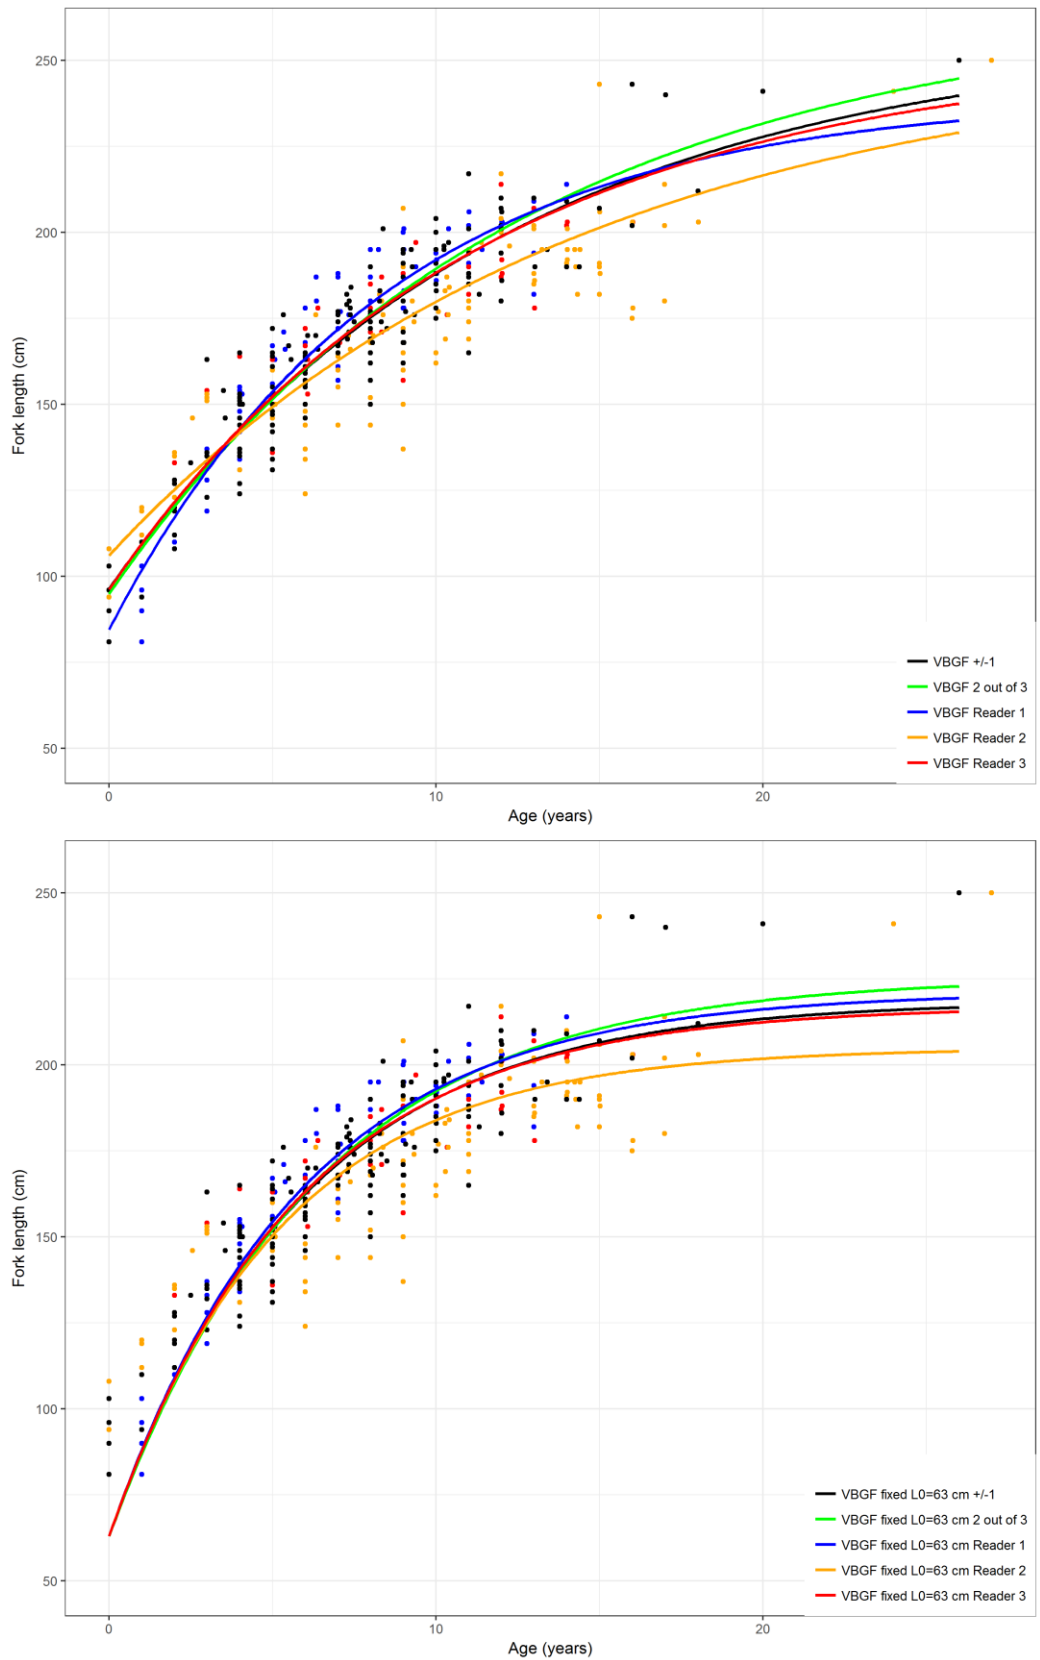 250
200
150
100
50
Fork length (cm)
VBGF +/-1
VBGF 2 out of 3
VBGF Reader 1
VBGF Reader 2
VBGF Reader 3
0
10
20
Age (years)
250
200
150
100
50
Fork length (cm)
VBGF fixed L0=63 cm +/-1
VBGF fixed L0=63 cm 2 out of 3
VBGF fixed L0=63 cm Reader 1
VBGF fixed L0=63 cm Reader 2
VBGF fixed L0=63 cm Reader 3
0
10
20
Age (years)